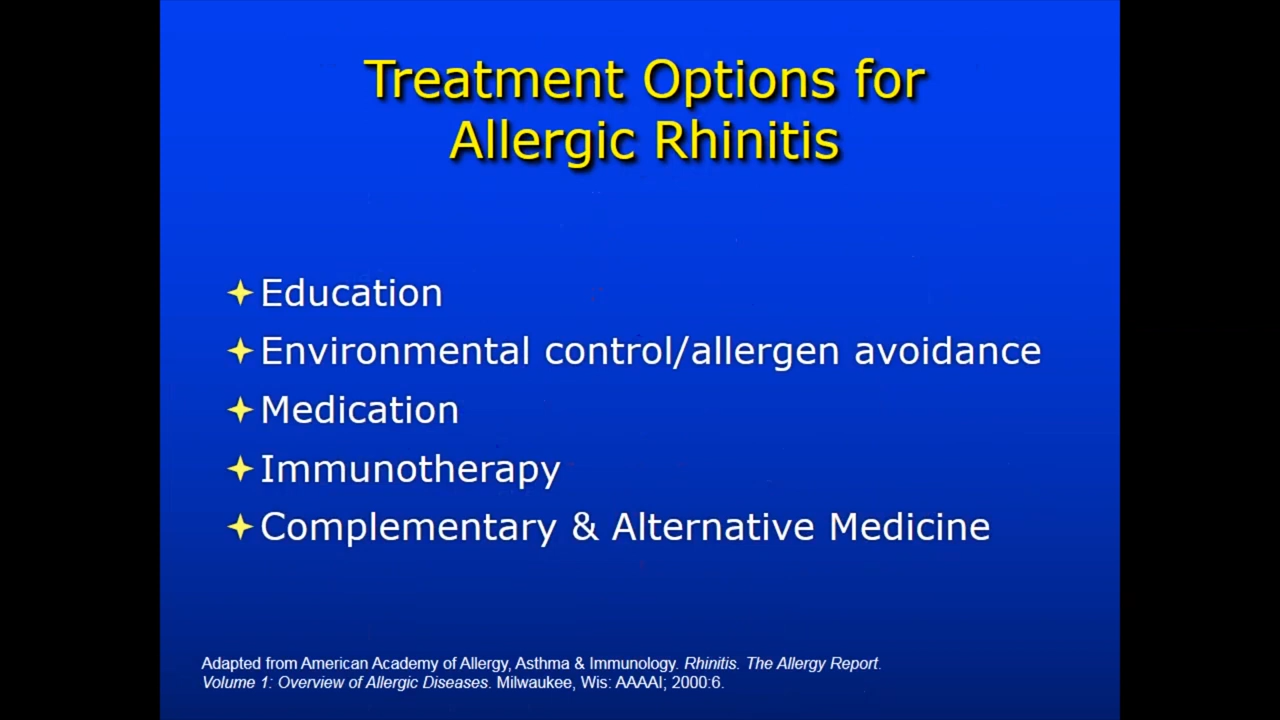 Treatment Options for
Allergic Rhinitis
Education
Environmental control/allergen avoidance
Medication
Immunotherapy
Complementary & Alternative Medicine
Adapted from American Academy of Allergy, Asthma & Immunology. Rhinitis. The Allergy Report.
Volume 1: Overview of Allergic Diseases. Milwaukee, Wis: AAAAI; 2000:6.